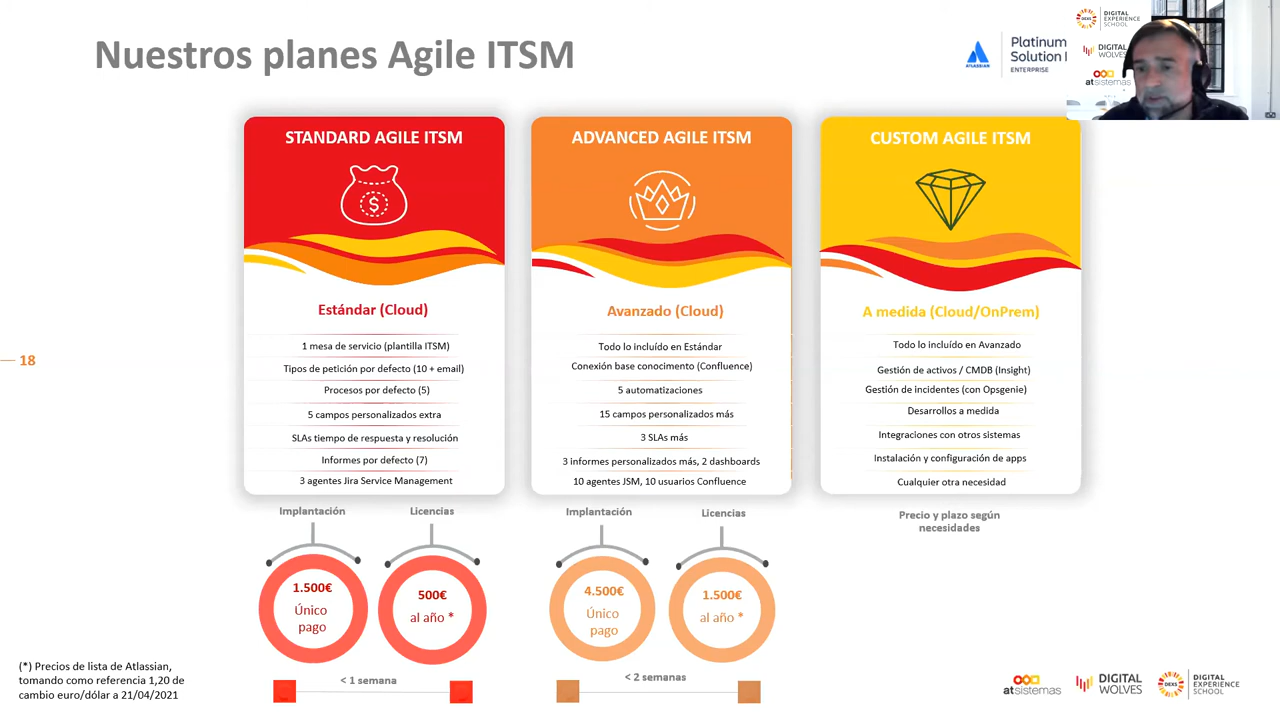 Nuestros planes Agile ITSM
ATLASSIAN
Platinum
Solution
ENTERPRISE
DIGITAL
EXPERIENCE
SCHOOL
DIGITAL
WOLVES
atsistemas
STANDARD AGILE ITSM
$
Estándar (Cloud)
1 mesa de servicio (plantilla ITSM)
Tipos de petición por defecto (10 + email)
Procesos por defecto (5)
5 campos personalizados extra
SLAs tiempo de respuesta y resolución
Informes por defecto (7)
3 agentes Jira Service Management
ADVANCED AGILE ITSM
Avanzado (Cloud)
Todo lo incluído en Estándar
Conexión base conocimiento (Confluence)
5 automatizaciones
15 campos personalizados más
3 SLAs más
3 informes personalizados más, 2 dashboards
10 agentes JSM, 10 usuarios Confluence
CUSTOM AGILE ITSM
A medida (Cloud/OnPrem)
Todo lo incluído en Avanzado
Gestión de activos / CMDB (Insight)
Gestión de incidentes (con Opsgenie)
Desarrollos a medida
Integraciones con otros sistemas
Instalación y configuración de apps
Cualquier otra necesidad
18
Implantación
Licencias
1.500€
Único
pago
500€
al año *
< 1 semana
Implantación
Licencias
4.500€
Único
pago
1.500€
al año *
< 2 semanas
Precio y plazo según
necesidades
(*) Precios de lista de Atlassian,
tomando como referencia 1,20 de
cambio euro/dólar a 21/04/2021
atsistemas
DIGITAL
WOLVES
DEXS
DIGITAL
EXPERIENCE
SCHOOL